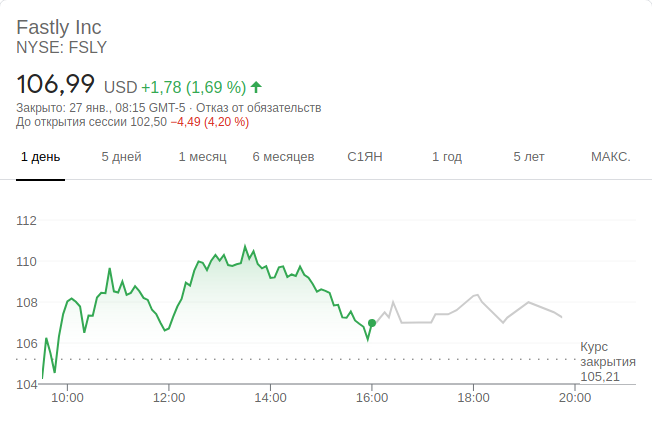 Fastly Inc
NYSE: FSLY
106,99 USD +1,78 (1,69 %)
Закрыто: 27 янв., 08:15 GMT-5 · Отказ от обязательств
До открытия сессии 102,50 −4,49 (4,20 %)
1 день 5 дней 1 месяц 6 месяцев С1ЯН 1 год 5 лет МАКС.
112
110
108
106
Курс
закрытия
105,21
104
10:00 12:00 14:00 16:00 18:00 20:00